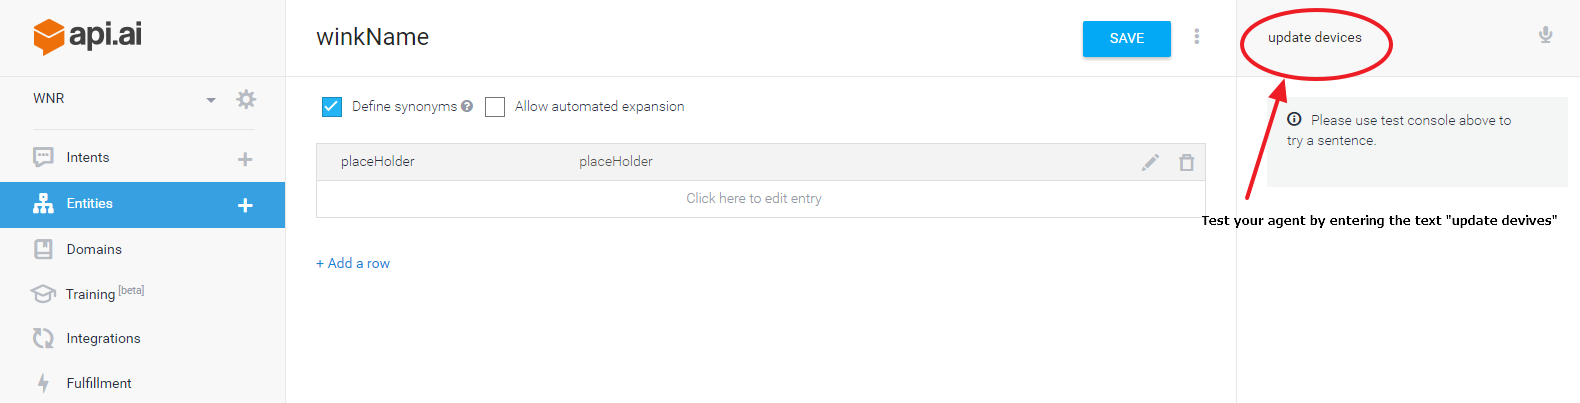 api.ai
winkName
SAVE
update devices
WNR
Define synonyms ? Allow automated expansion
Please use test console above to
try a sentence.
placeHolder placeHolder
Click here to edit entry
Intents +
Entities +
Test your agent by entering the text "update devives"
Domains
+ Add a row
Training [beta]
Integrations
Fulfillment